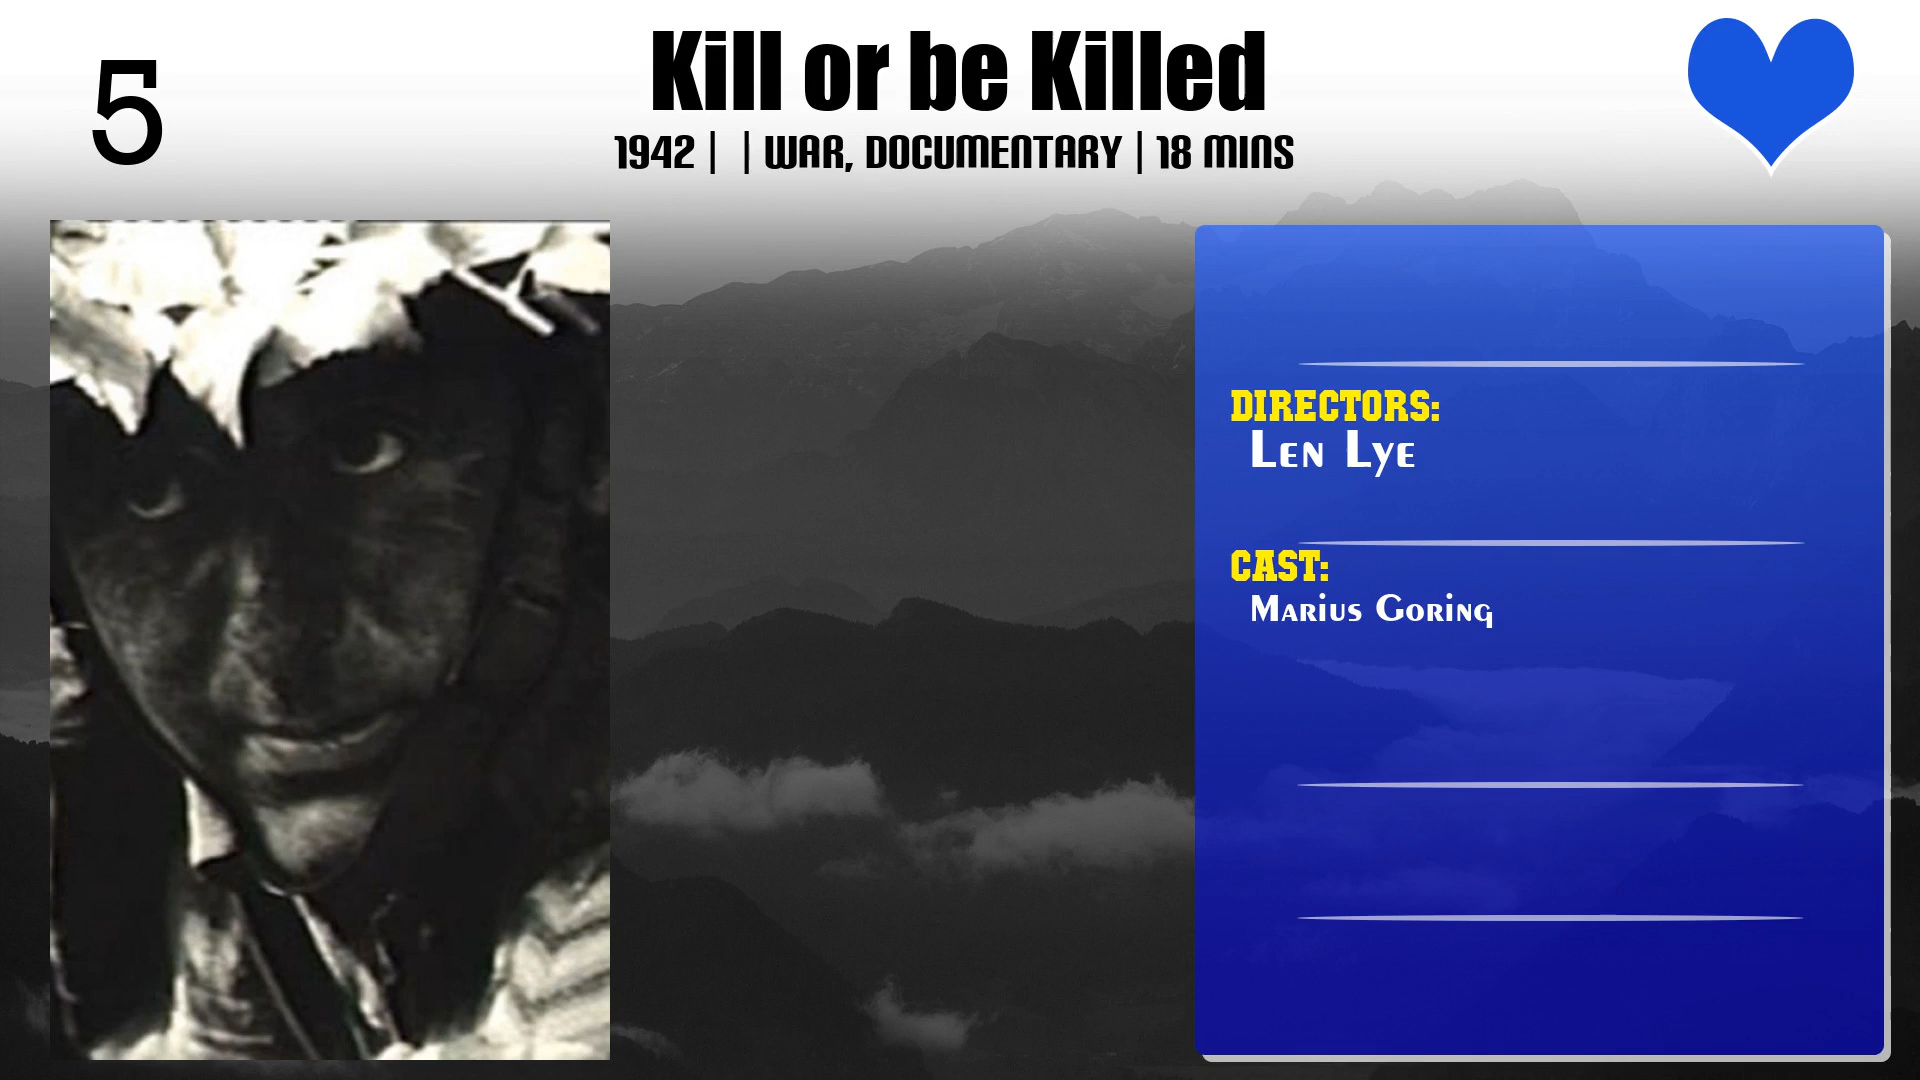 5
Kill or be Killed
1942 | | WAR, DOCUMENTARY | 18 MINS
DIRECTORS:
Len Lye
CAST:
Marius Goring